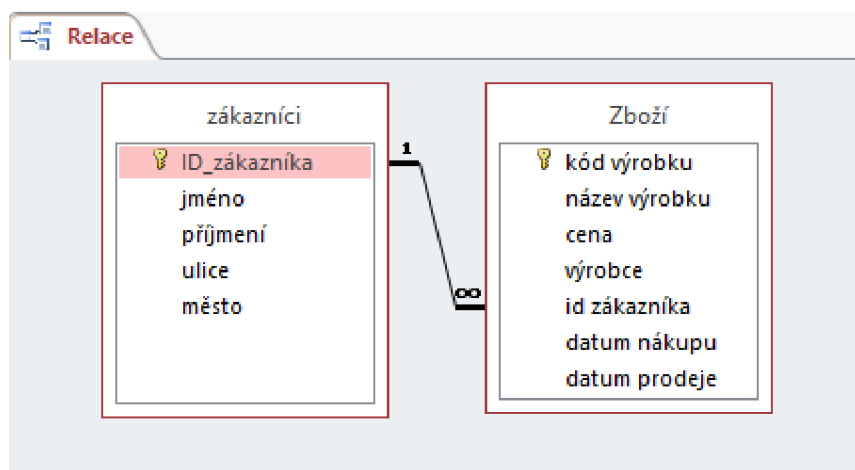 Relace
zákazníci
ID_zákazníka
jméno
příjmení
ulice
město
1
∞
Zboží
kód výrobku
název výrobku
cena
výrobce
id zákazníka
datum nákupu
datum prodeje